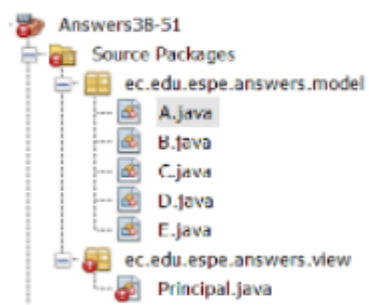 Answers38-51
Source Packages
ec.edu.espe.answers.model
A.java
B.java
C.java
D.java
E.java
ec.edu.espe.answers.view
Principal.java